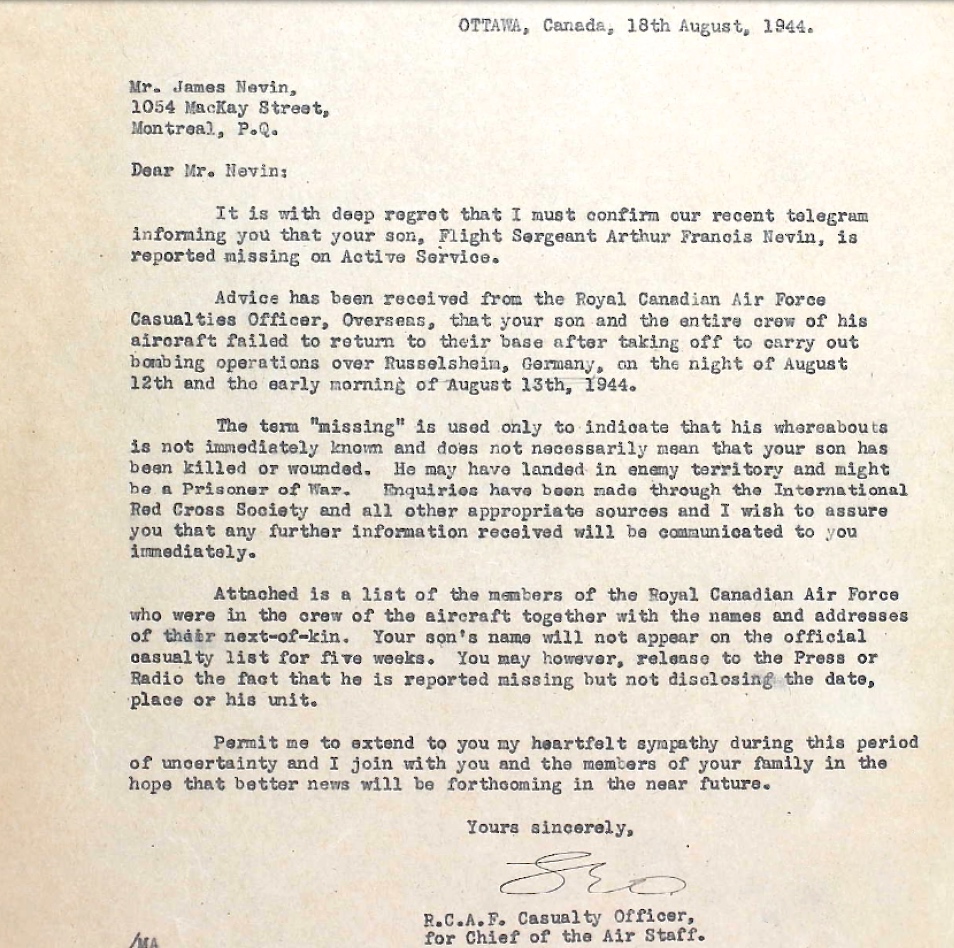 OTTAWA, Canada, 18th August, 1944.
Mr. James Nevin,
1054 MacKay Street,
Montreal, P.Q.
Dear Mr. Nevin:
It is with deep regret that I must confirm our recent telegram
informing you that your son, Flight Sergeant Arthur Francis Nevin, is
reported missing on Active Service.
Advice has been received from the Royal Canadian Air Force
Casualties Officer, Overseas, that your son and the entire crew of his
aircraft failed to return to their base after taking off to carry out
bombing operations over Russelsheim, Germany, on the night of August
12th and the early morning of August 13th, 1944.
The term "missing" is used only to indicate that his whereabouts
is not immediately known and does not necessarily mean that your son has
been killed or wounded. He may have landed in enemy territory and might
be a Prisoner of War. Enquiries have been made through the International
Red Cross Society and all other appropriate sources and I wish to assure
you that any further information received will be communicated to you
immediately.
Attached is a list of the members of the Royal Canadian Air Force
who were in the crew of the aircraft together with the names and addresses
of their next-of-kin. Your son's name will not appear on the official
casualty list for five weeks. You may however, release to the Press or
Radio the fact that he is reported missing but not disclosing the date,
place or his unit.
Permit me to extend to you my heartfelt sympathy during this period
of uncertainty and I join with you and the members of your family in the
hope that better news will be forthcoming in the near future.
Yours sincerely,
R.C.A.F. Casualty Officer,
for Chief of the Air Staff.
/MA